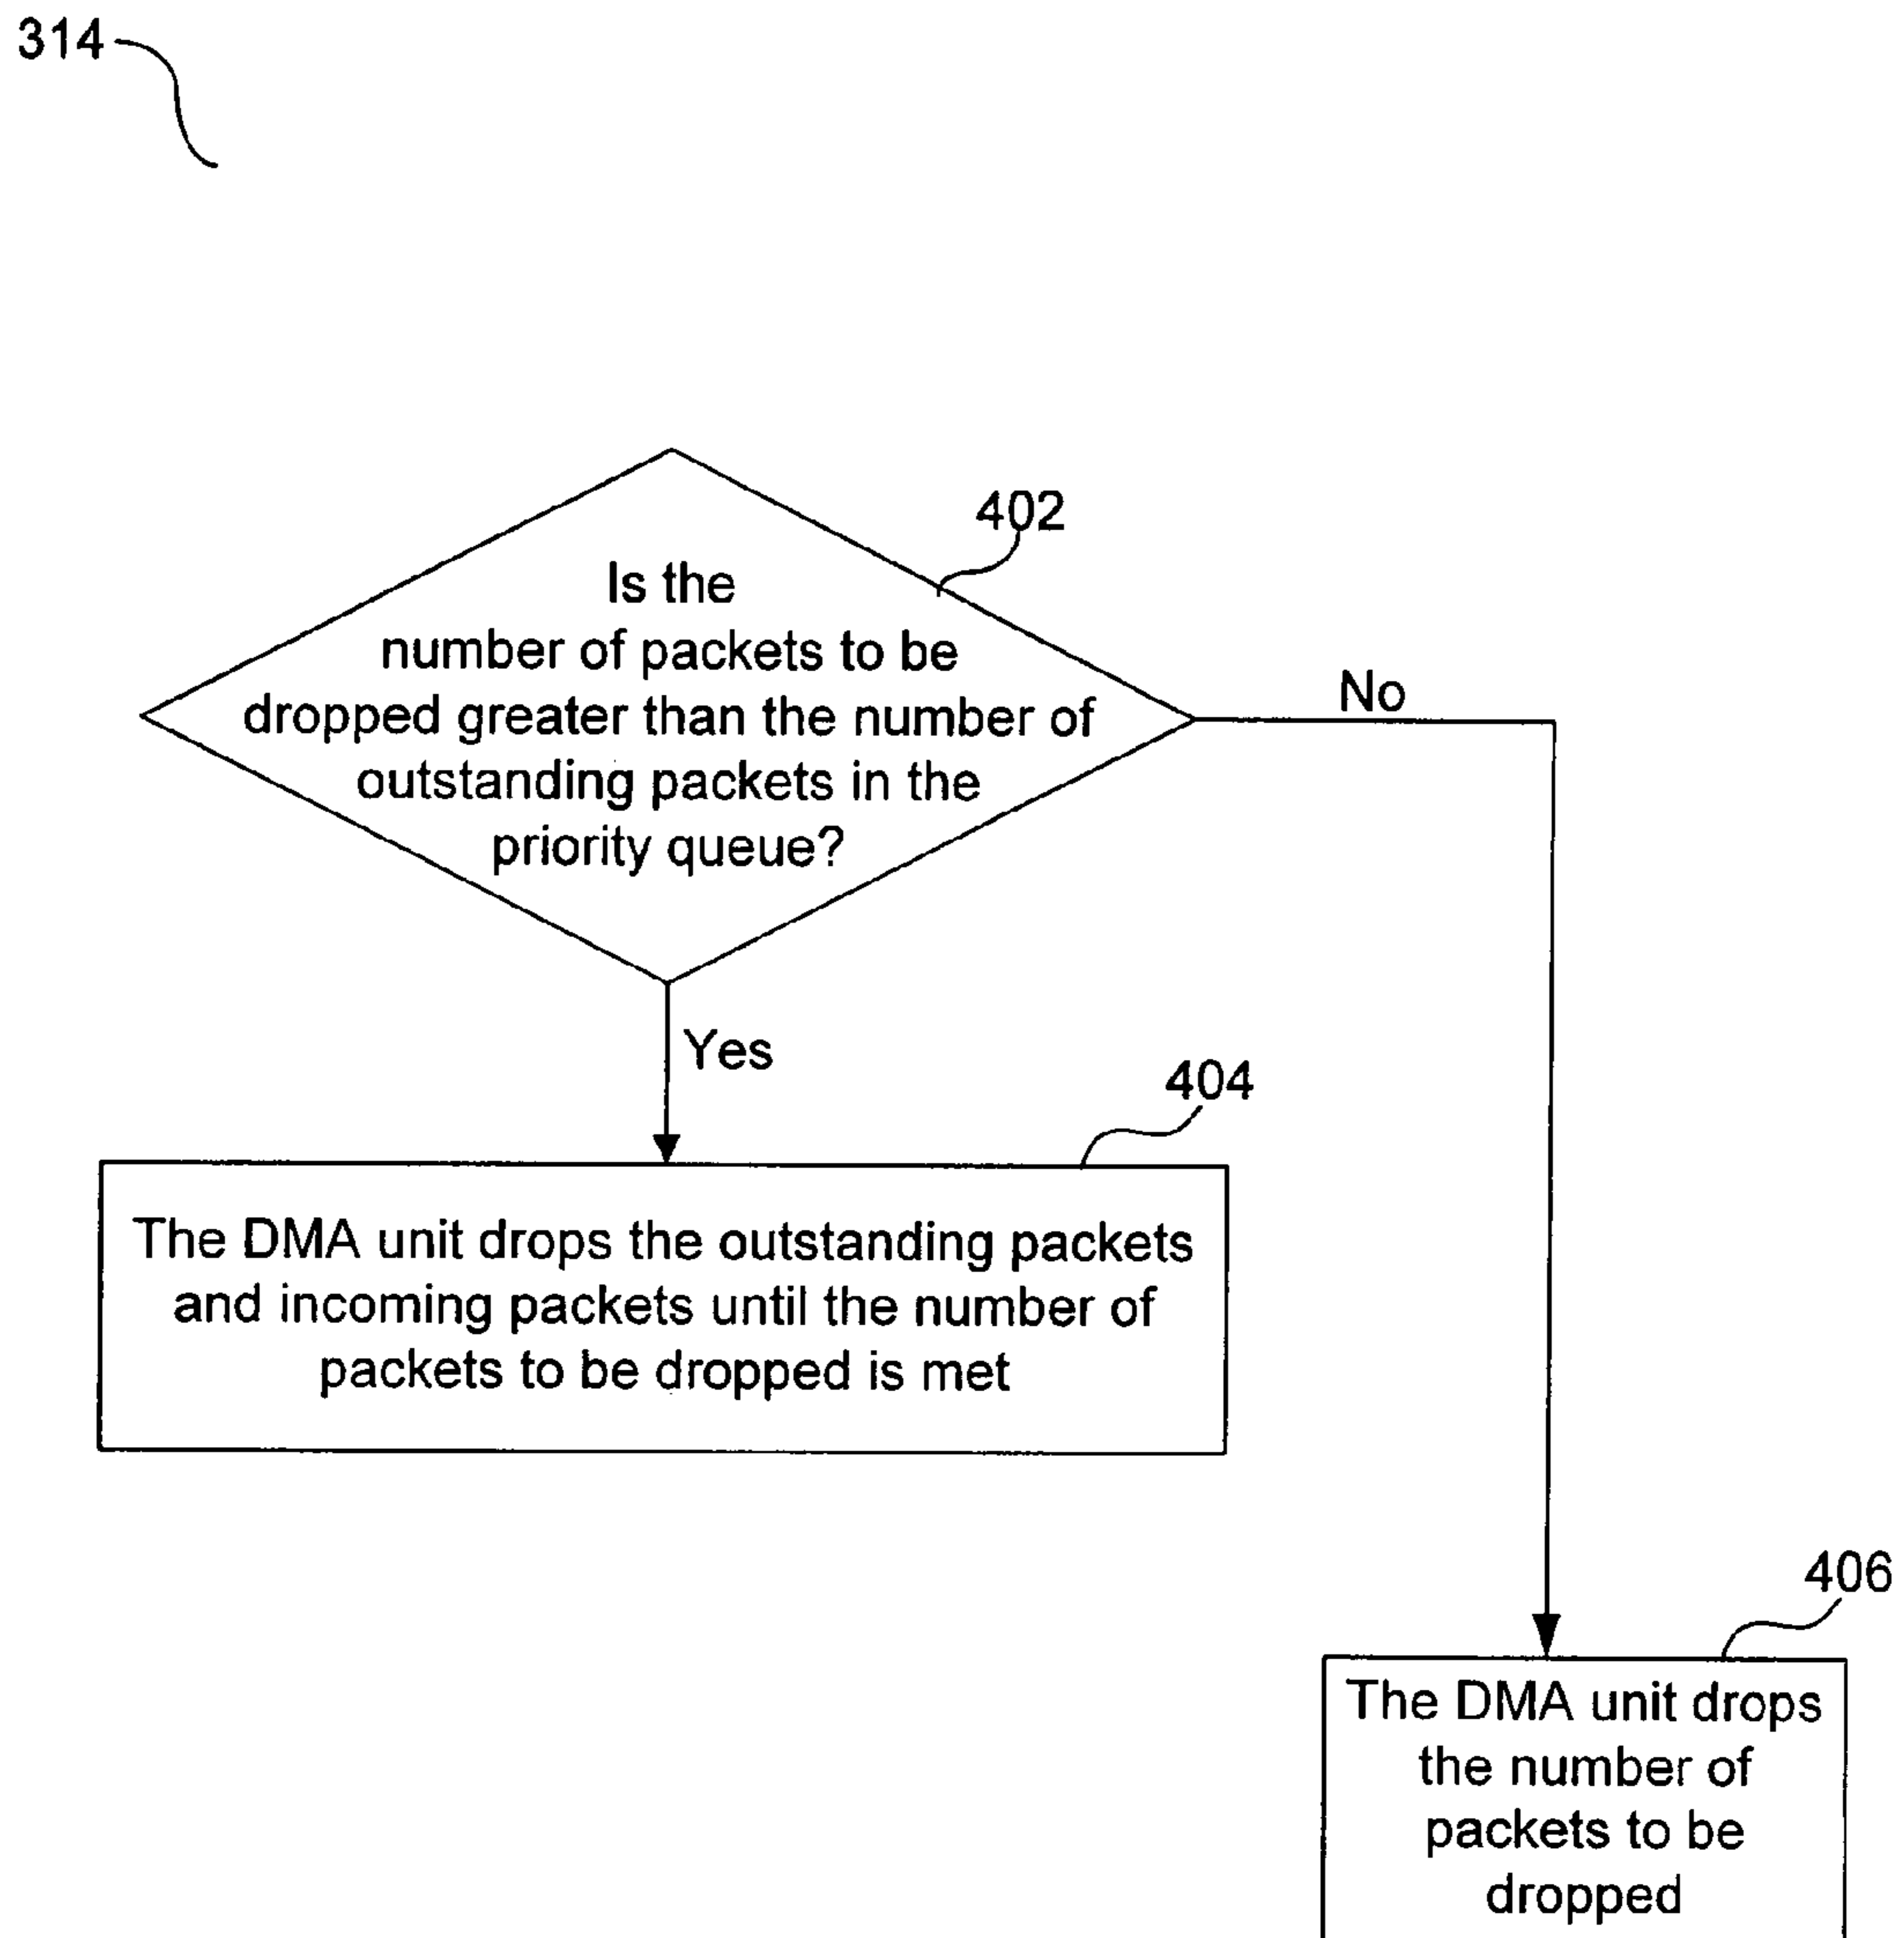 314
402
Is the
number of packets to be
dropped greater than the number of
outstanding packets in the
priority queue?
No
Yes
404
The DMA unit drops the outstanding packets
and incoming packets until the number of
packets to be dropped is met
406
The DMA unit drops
the number of
packets to be
dropped